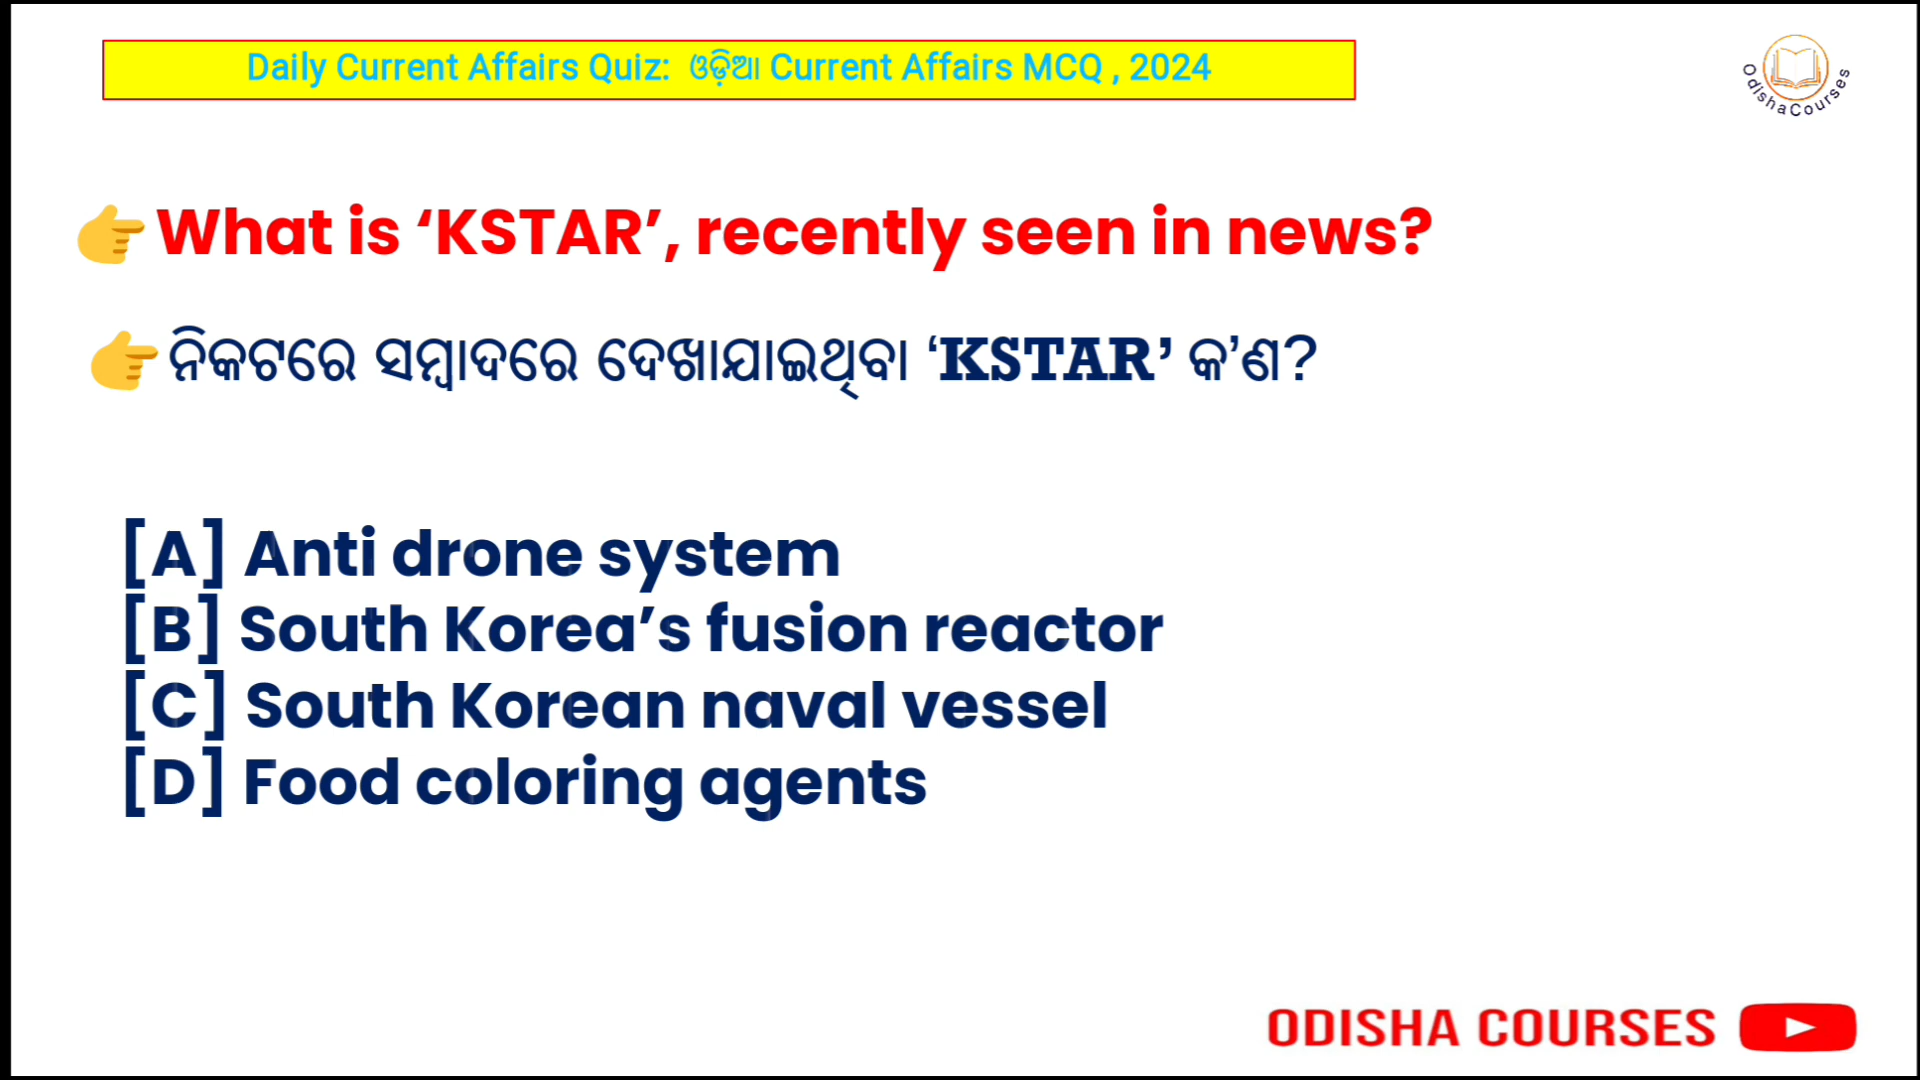 Daily Current Affairs Quiz: ଓଡ଼ିଆ Current Affairs MCQ , 2024
OdishaCourses
👉What is ‘KSTAR’, recently seen in news?
👉ନିକଟରେ ସମ୍ବାଦରେ ଦେଖାଯାଇଥିବା ‘KSTAR’ କ’ଣ?
[A] Anti drone system
[B] South Korea’s fusion reactor
[C] South Korean naval vessel
[D] Food coloring agents
ODISHA COURSES